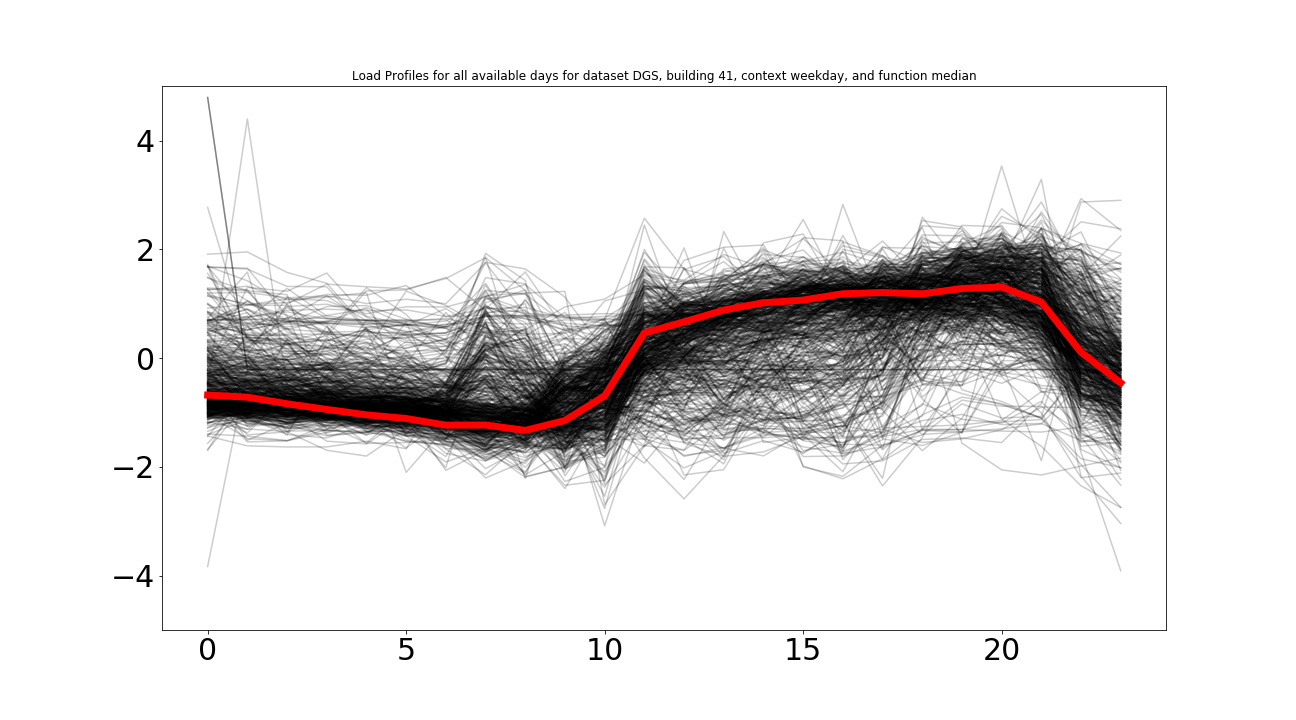 Load Profiles for all available days for dataset DGS, building 41, context weekday, and function median
4
2
0
−2
−4
0 5 10 15 20